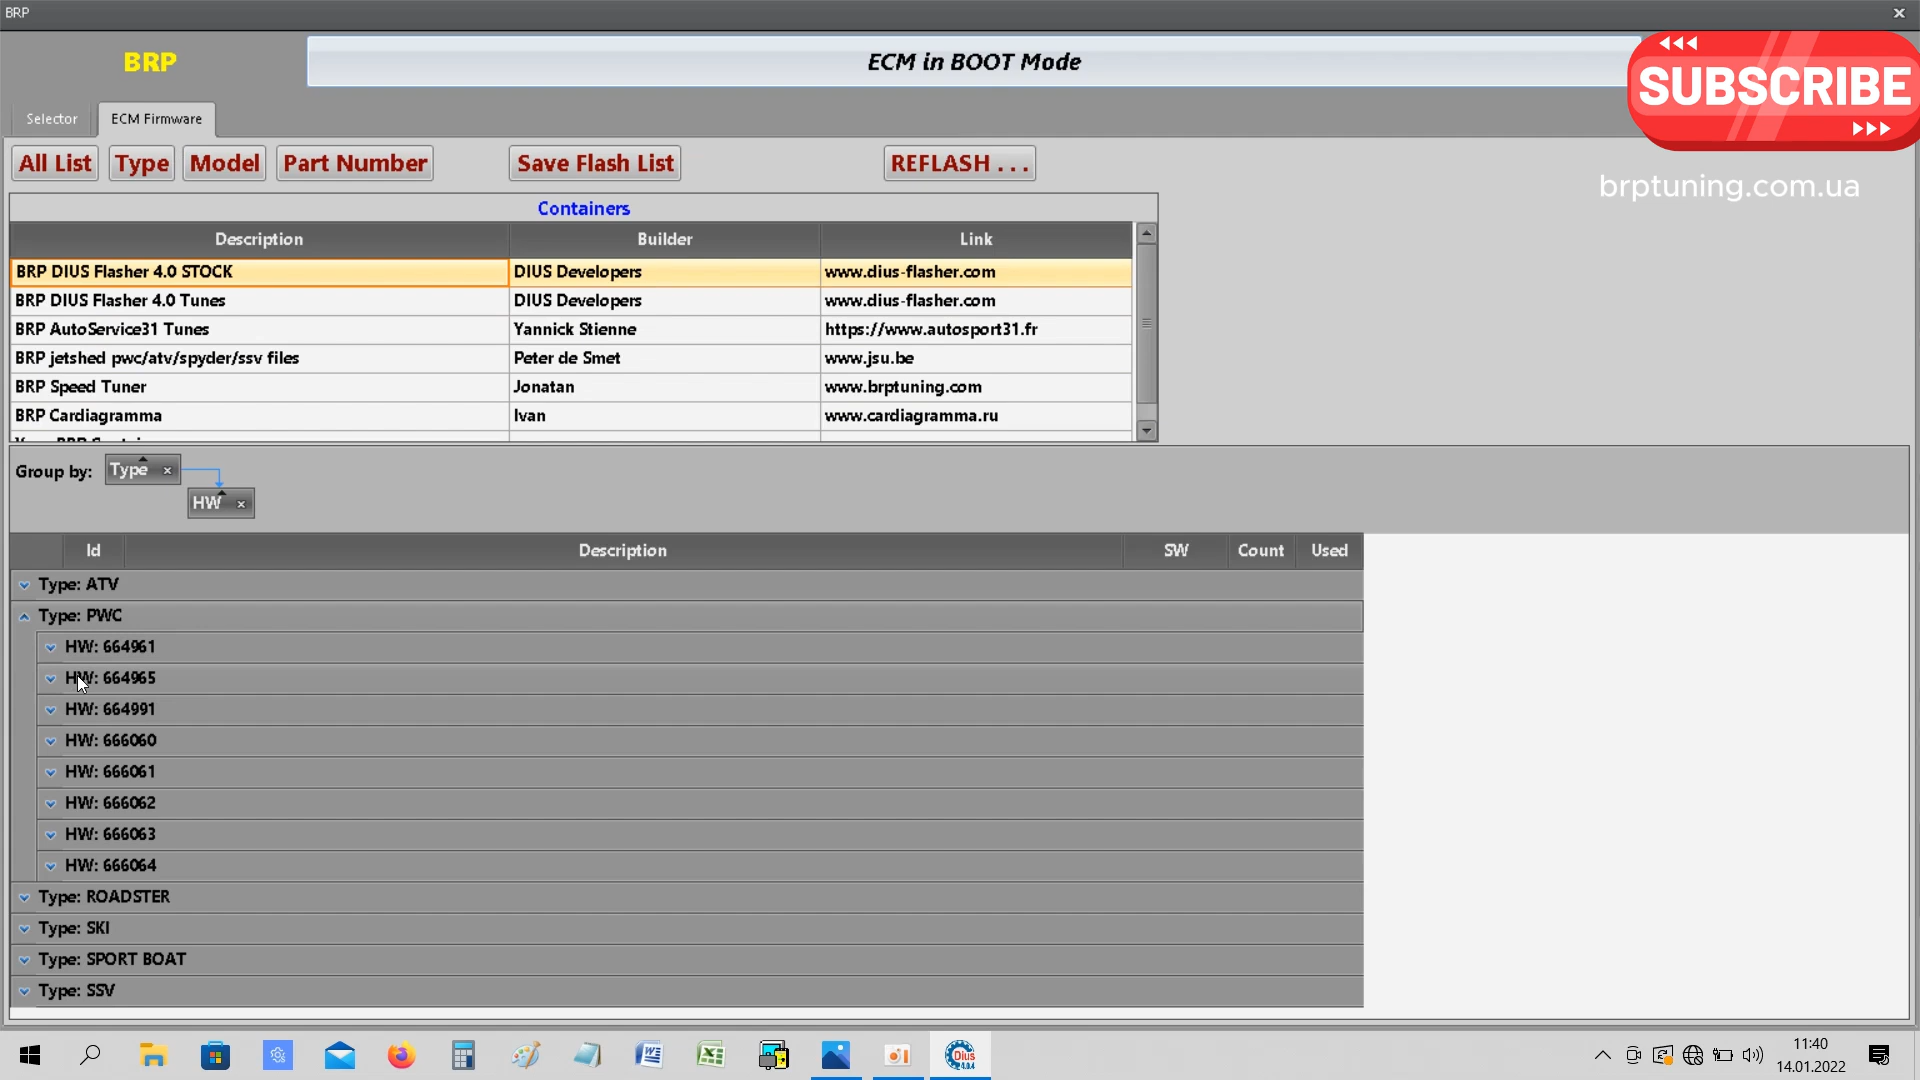 BRP
BRP
ECM in BOOT Mode
SUBSCRIBE
Selector
ECM Firmware
All List
Type
Model
Part Number
Save Flash List
REFLASH . . .
brptuning.com.ua
Containers
Description Builder Link
BRP DIUS Flasher 4.0 STOCK DIUS Developers www.dius-flasher.com
BRP DIUS Flasher 4.0 Tunes DIUS Developers www.dius-flasher.com
BRP AutoService31 Tunes Yannick Stienne https://www.autosport31.fr
BRP jetshed pwc/atv/spyder/ssv files Peter de Smet www.jsu.be
BRP Speed Tuner Jonatan www.brptuning.com
BRP Cardiagramma Ivan www.cardiagramma.ru
Group by: Type
HW
Id Description SW Count Used
Type: ATV
Type: PWC
HW: 664961
HW: 664965
HW: 664991
HW: 666060
HW: 666061
HW: 666062
HW: 666063
HW: 666064
Type: ROADSTER
Type: SKI
Type: SPORT BOAT
Type: SSV
Dius
4.0.4
11:40
14.01.2022